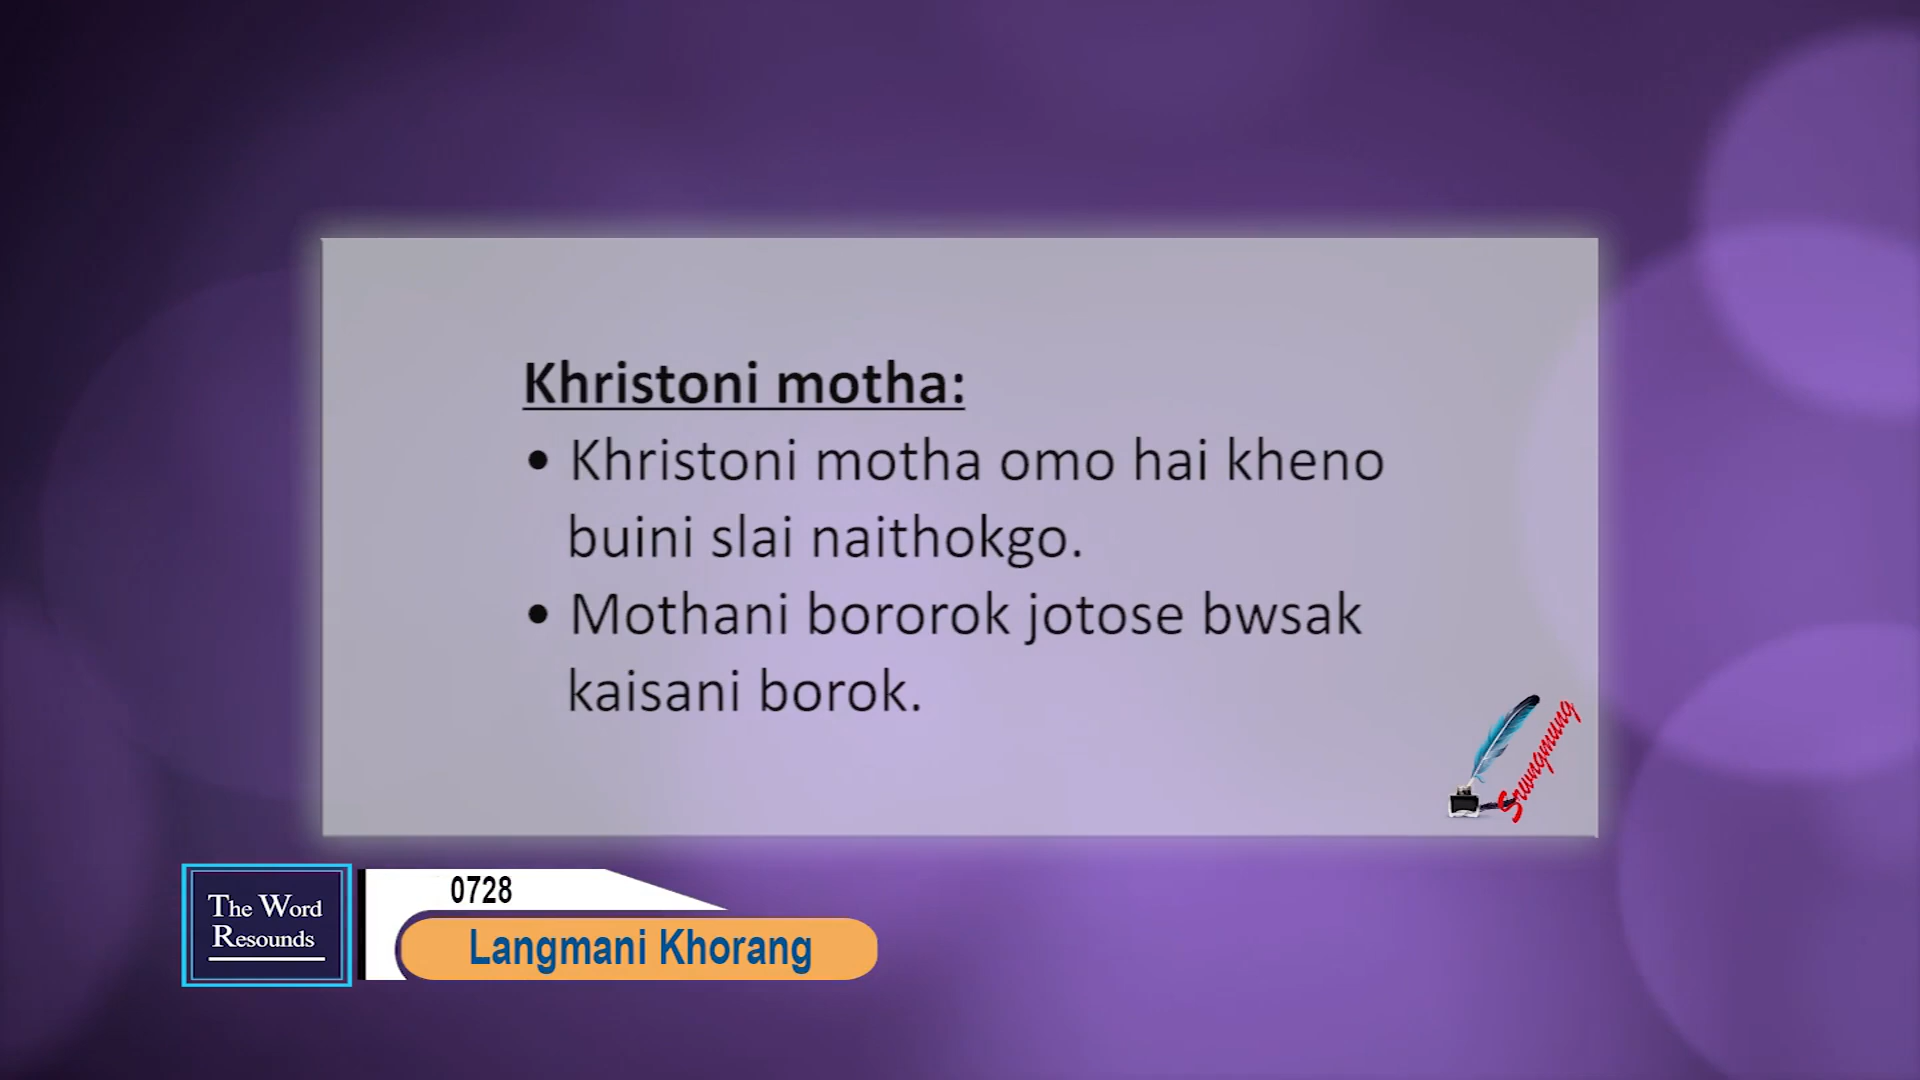 Khristoni motha:
• Khristoni motha omo hai kheno
buini slai naithokgo.
• Mothani bororok jotose bwsak
kaisani borok.
Srwngmung
The Word
Resounds
0728
Langmani Khorang